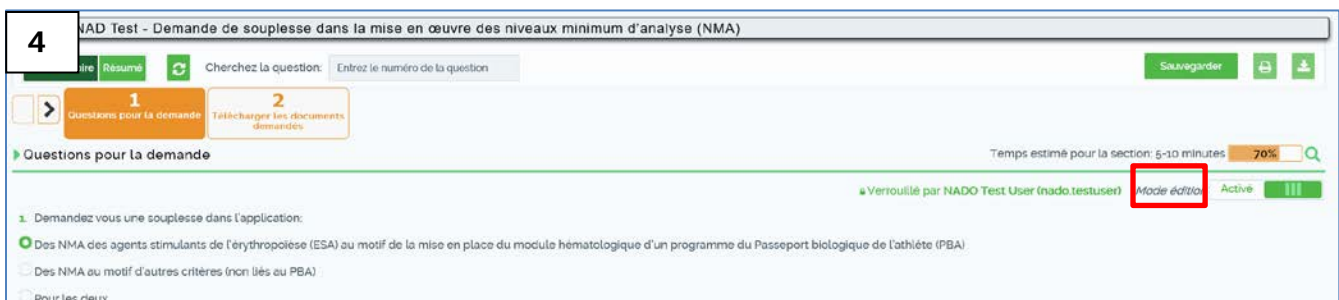 4
NAD Test - Demande de souplesse dans la mise en œuvre des niveaux minimum d'analyse (NMA)
Résumé Cherchez la question: Entrez le numéro de la question Sauvegarder
1 Questions pour la demande
2 Télécharger les documents demandés
Questions pour la demande Temps estimé pour la section: 5-10 minutes 70%
Verrouillé par NADO Test User (nado.testuser) Mode édition Activé
1. Demandez vous une souplesse dans l'application:
Des NMA des agents stimulants de l'érythropoïèse (ESA) au motif de la mise en place du module hématologique d'un programme du Passeport biologique de l'athlète (PBA)
Des NMA au motif d'autres critères (non liés au PBA)
Pour les deux